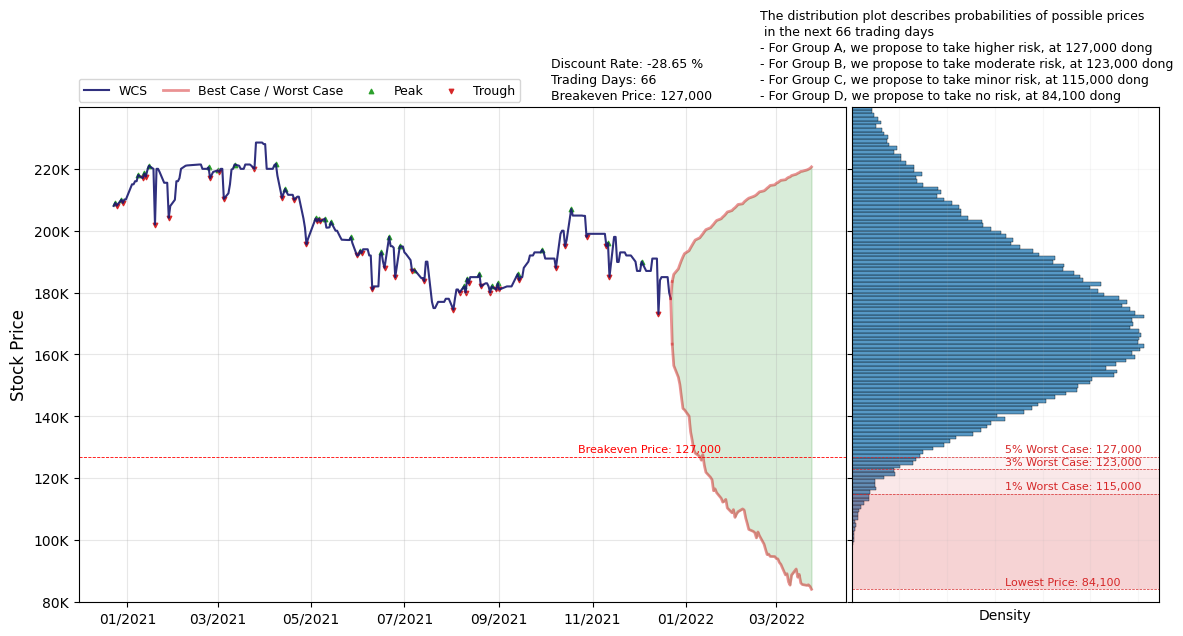 The distribution plot describes probabilities of possible prices
in the next 66 trading days
- For Group A, we propose to take higher risk, at 127,000 dong
- For Group B, we propose to take moderate risk, at 123,000 dong
- For Group C, we propose to take minor risk, at 115,000 dong
- For Group D, we propose to take no risk, at 84,100 dong
Discount Rate: -28.65 %
Trading Days: 66
Breakeven Price: 127,000
WCS
Best Case / Worst Case
Peak
Trough
Stock Price
220K
200K
180K
160K
140K
120K
100K
80K
Breakeven Price: 127,000
5% Worst Case: 127,000
3% Worst Case: 123,000
1% Worst Case: 115,000
Lowest Price: 84,100
01/2021
03/2021
05/2021
07/2021
09/2021
11/2021
01/2022
03/2022
Density